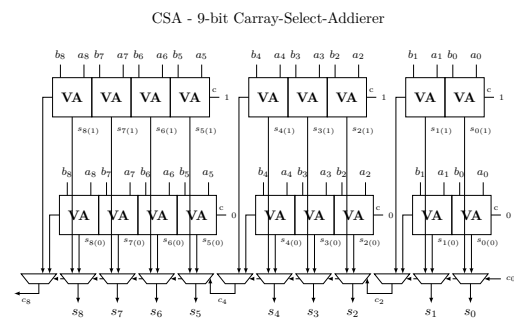 CSA - 9-bit Carray-Select-Addierer
b8 a8 b7 a7 b6 a6 b5 a5 b4 a4 b3 a3 b2 a2 b1 a1 b0 a0
VA VA VA VA c 1 VA VA VA c 1 VA VA c 1
s8(1) s7(1) s6(1) s5(1) s4(1) s3(1) s2(1) s1(1) s0(1)
b8 a8 b7 a7 b6 a6 b5 a5 b4 a4 b3 a3 b2 a2 b1 a1 b0 a0
VA VA VA VA c 0 VA VA VA c 0 VA VA c 0
s8(0) s7(0) s6(0) s5(0) s4(0) s3(0) s2(0) s1(0) s0(0)
c0
c8 c4 c2
s8 s7 s6 s5 s4 s3 s2 s1 s0